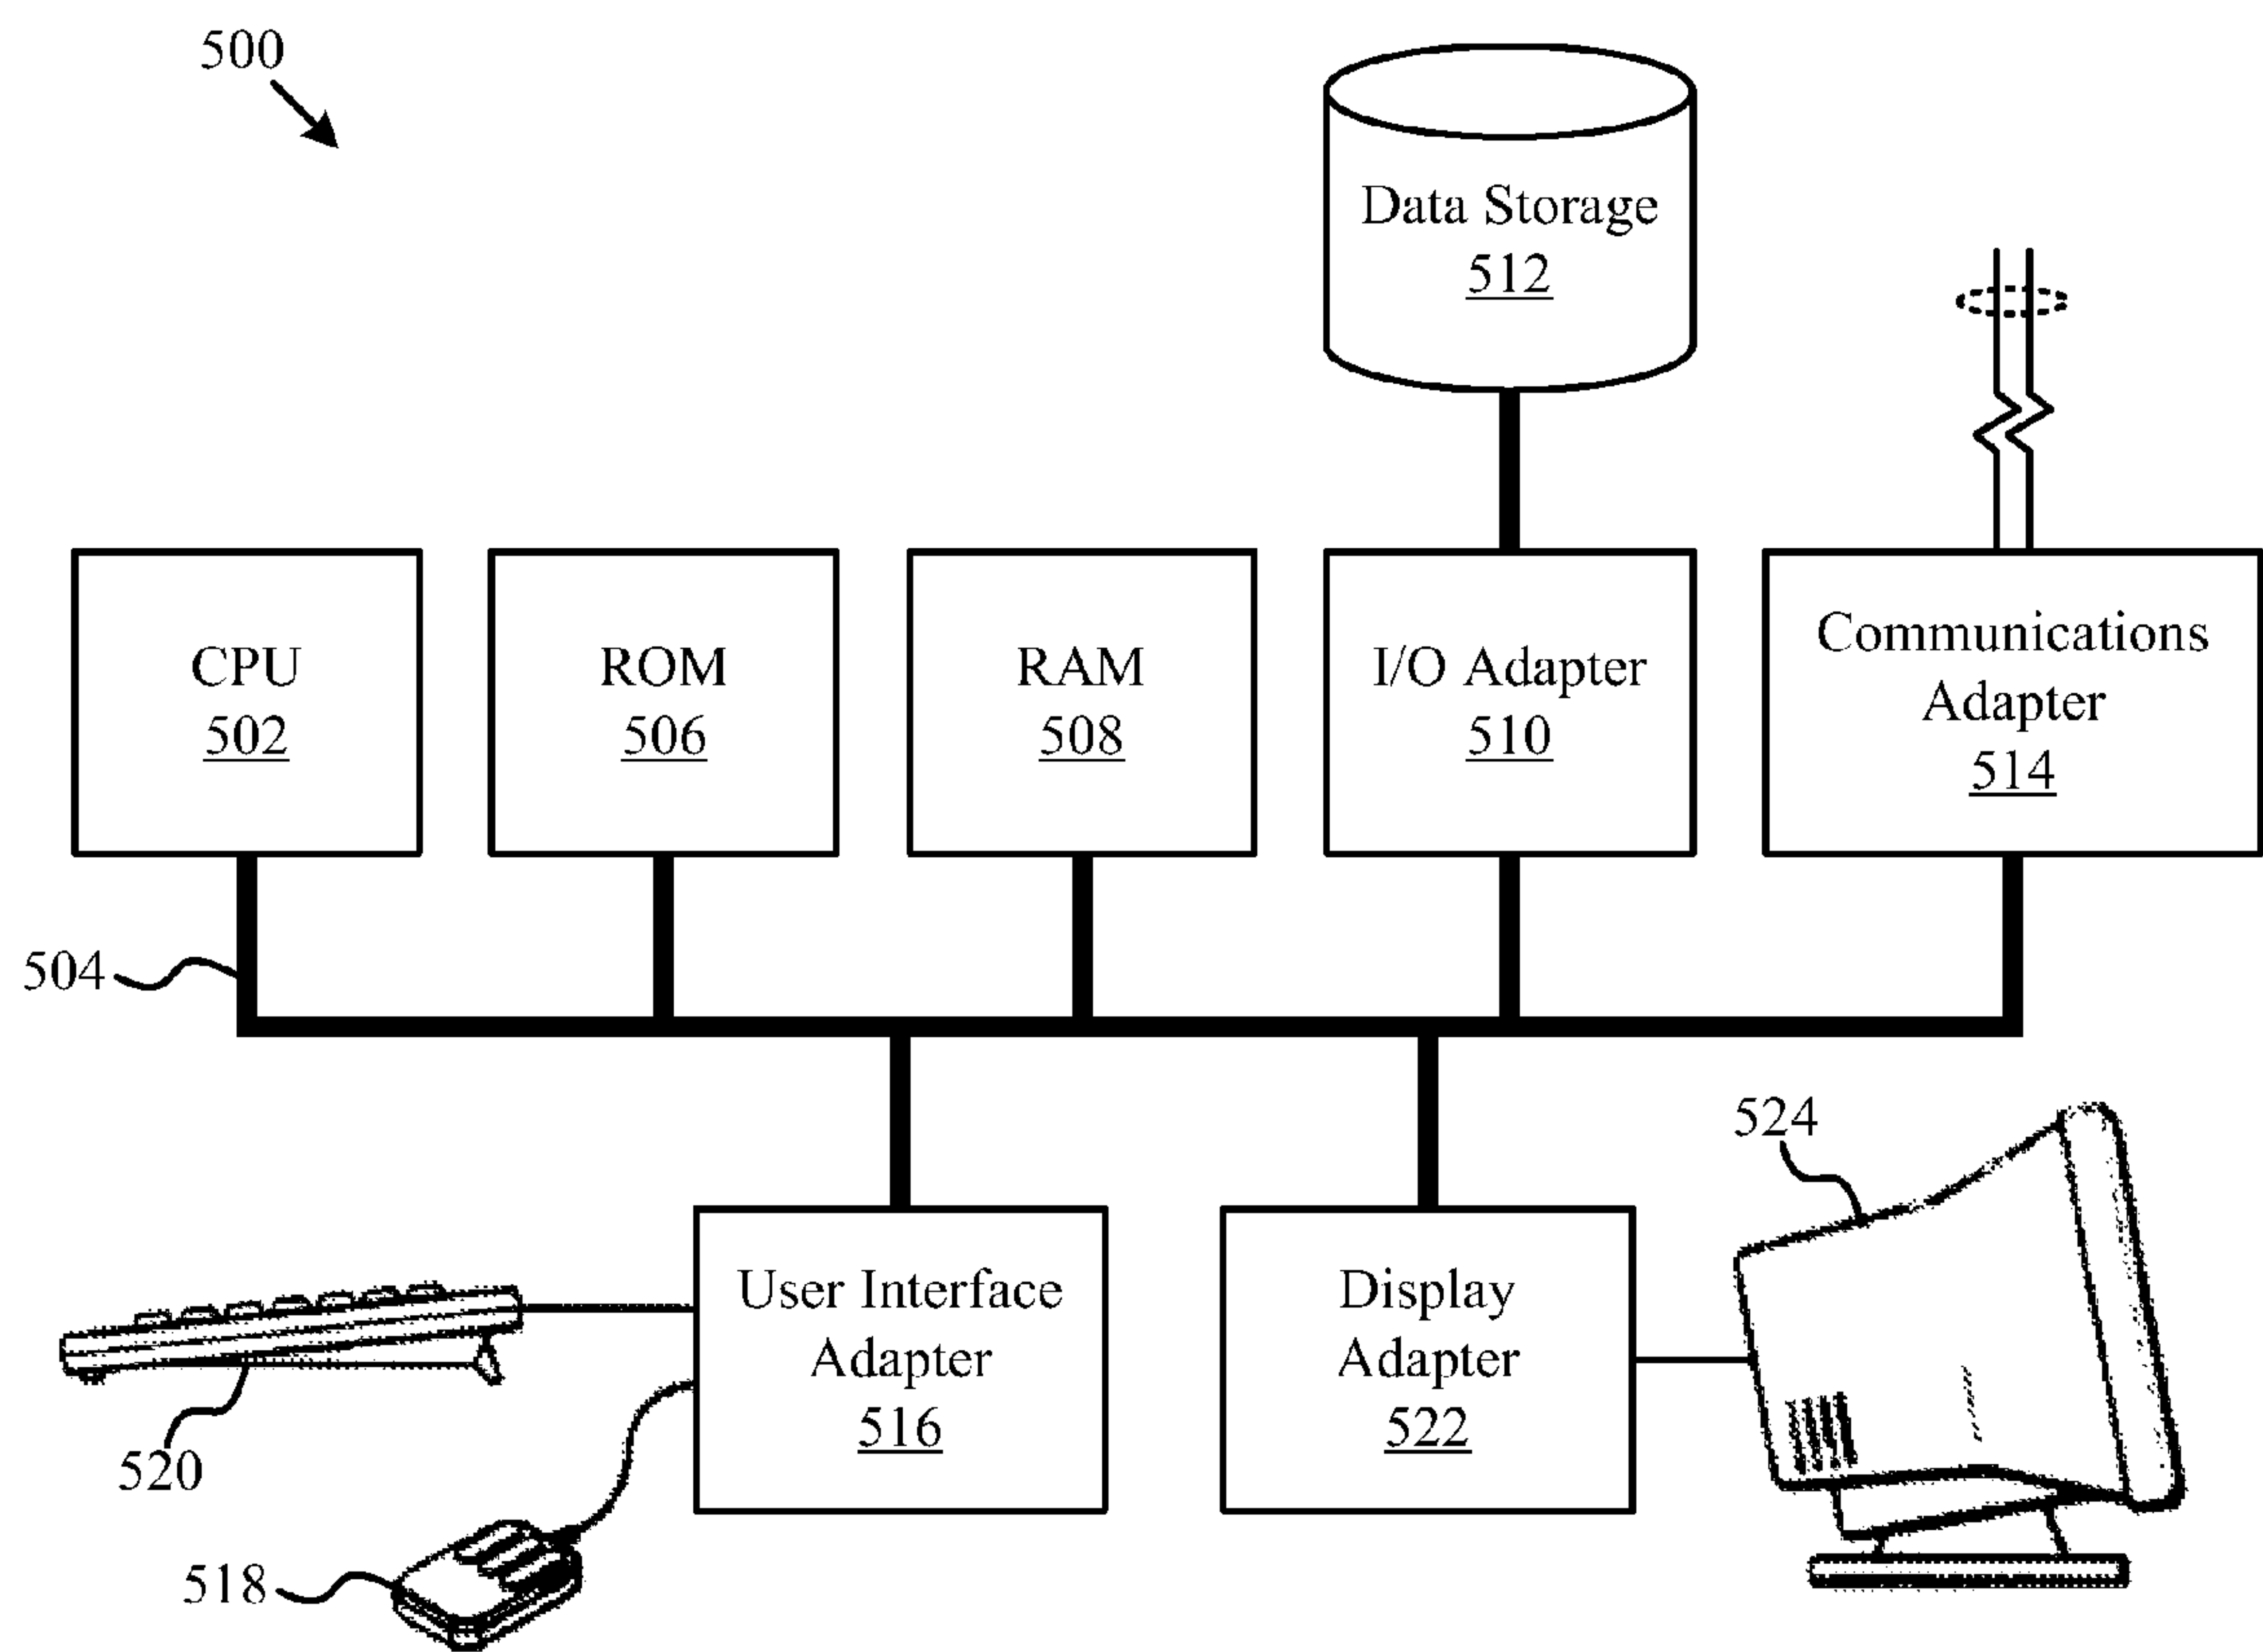 500
Data Storage
512
CPU
502
ROM
506
RAM
508
I/O Adapter
510
Communications
Adapter
514
504
524
User Interface
Adapter
516
Display
Adapter
522
520
518